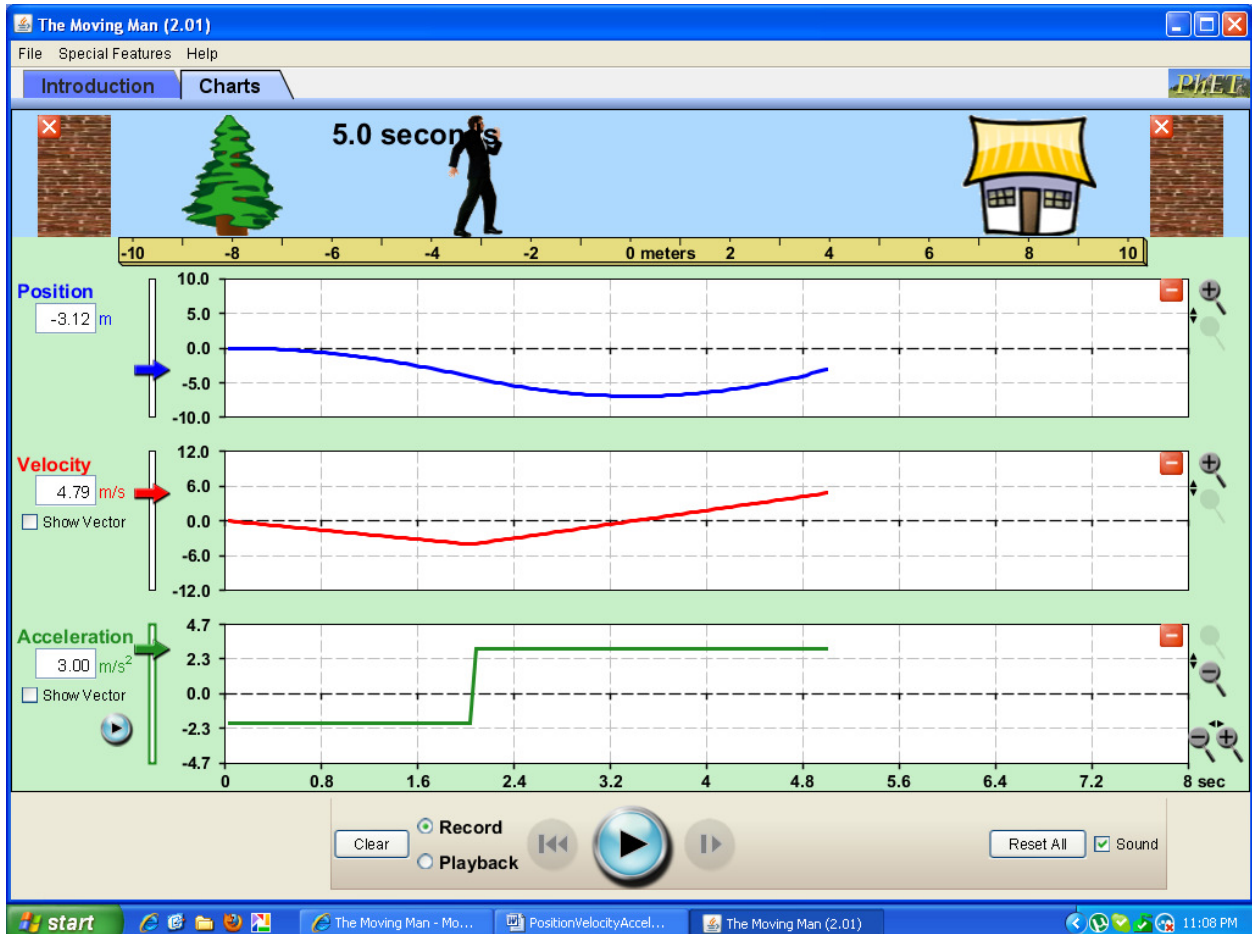 The Moving Man (2.01)
File Special Features Help
Introduction Charts
PhET
5.0 seconds
-10 -8 -6 -4 -2 0 meters 2 4 6 8 10
Position
-3.12 m
10.0
5.0
0.0
-5.0
-10.0
Velocity
4.79 m/s
Show Vector
12.0
6.0
0.0
-6.0
-12.0
Acceleration
3.00 m/s²
Show Vector
4.7
2.3
0.0
-2.3
-4.7
0 0.8 1.6 2.4 3.2 4 4.8 5.6 6.4 7.2 8 sec
Clear
Record
Playback
Reset All
Sound
start
The Moving Man - Mo...
PositionVelocityAccel...
The Moving Man (2.01)
11:08 PM